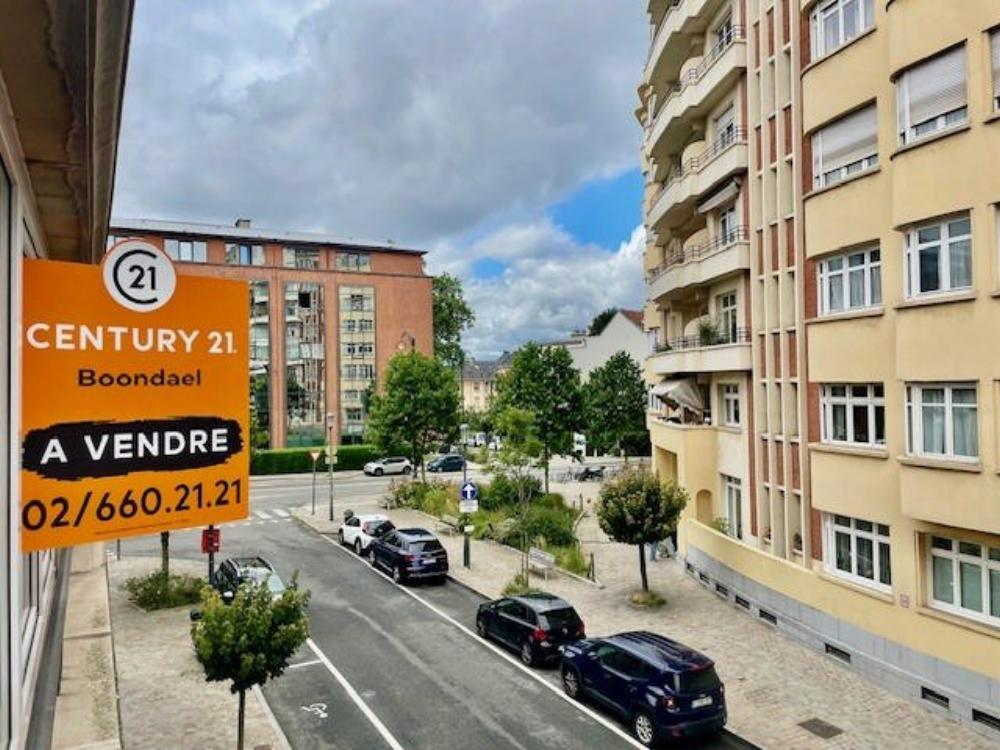 21
CENTURY 21.
Boondael
A VENDRE
02/660.21.21